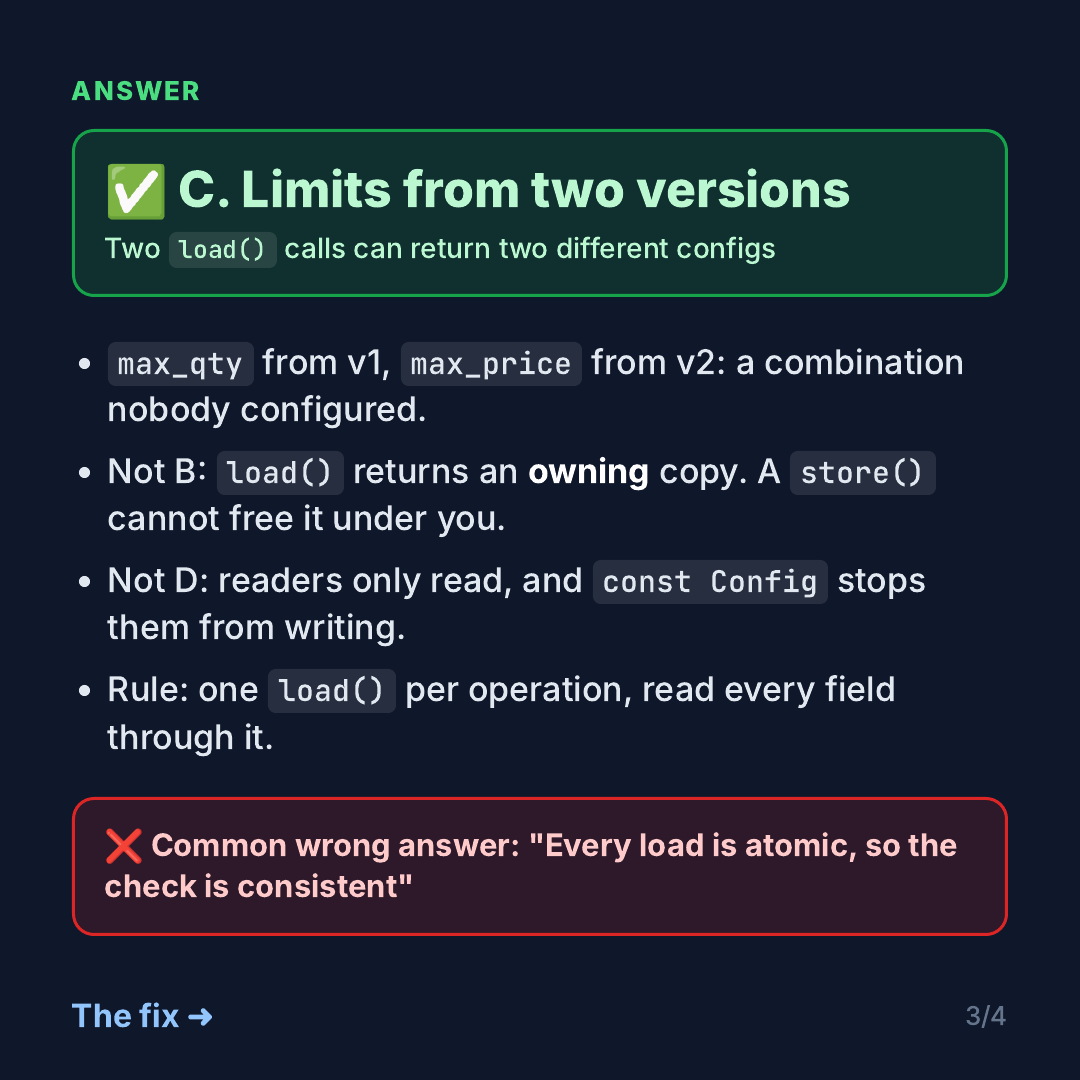 ANSWER
✅ C. Limits from two versions
Two load() calls can return two different configs
• max_qty from v1, max_price from v2: a combination
nobody configured.
• Not B: load() returns an owning copy. A store()
cannot free it under you.
• Not D: readers only read, and const Config stops
them from writing.
• Rule: one load() per operation, read every field
through it.
❌ Common wrong answer: "Every load is atomic, so the
check is consistent"
The fix ➜
3/4